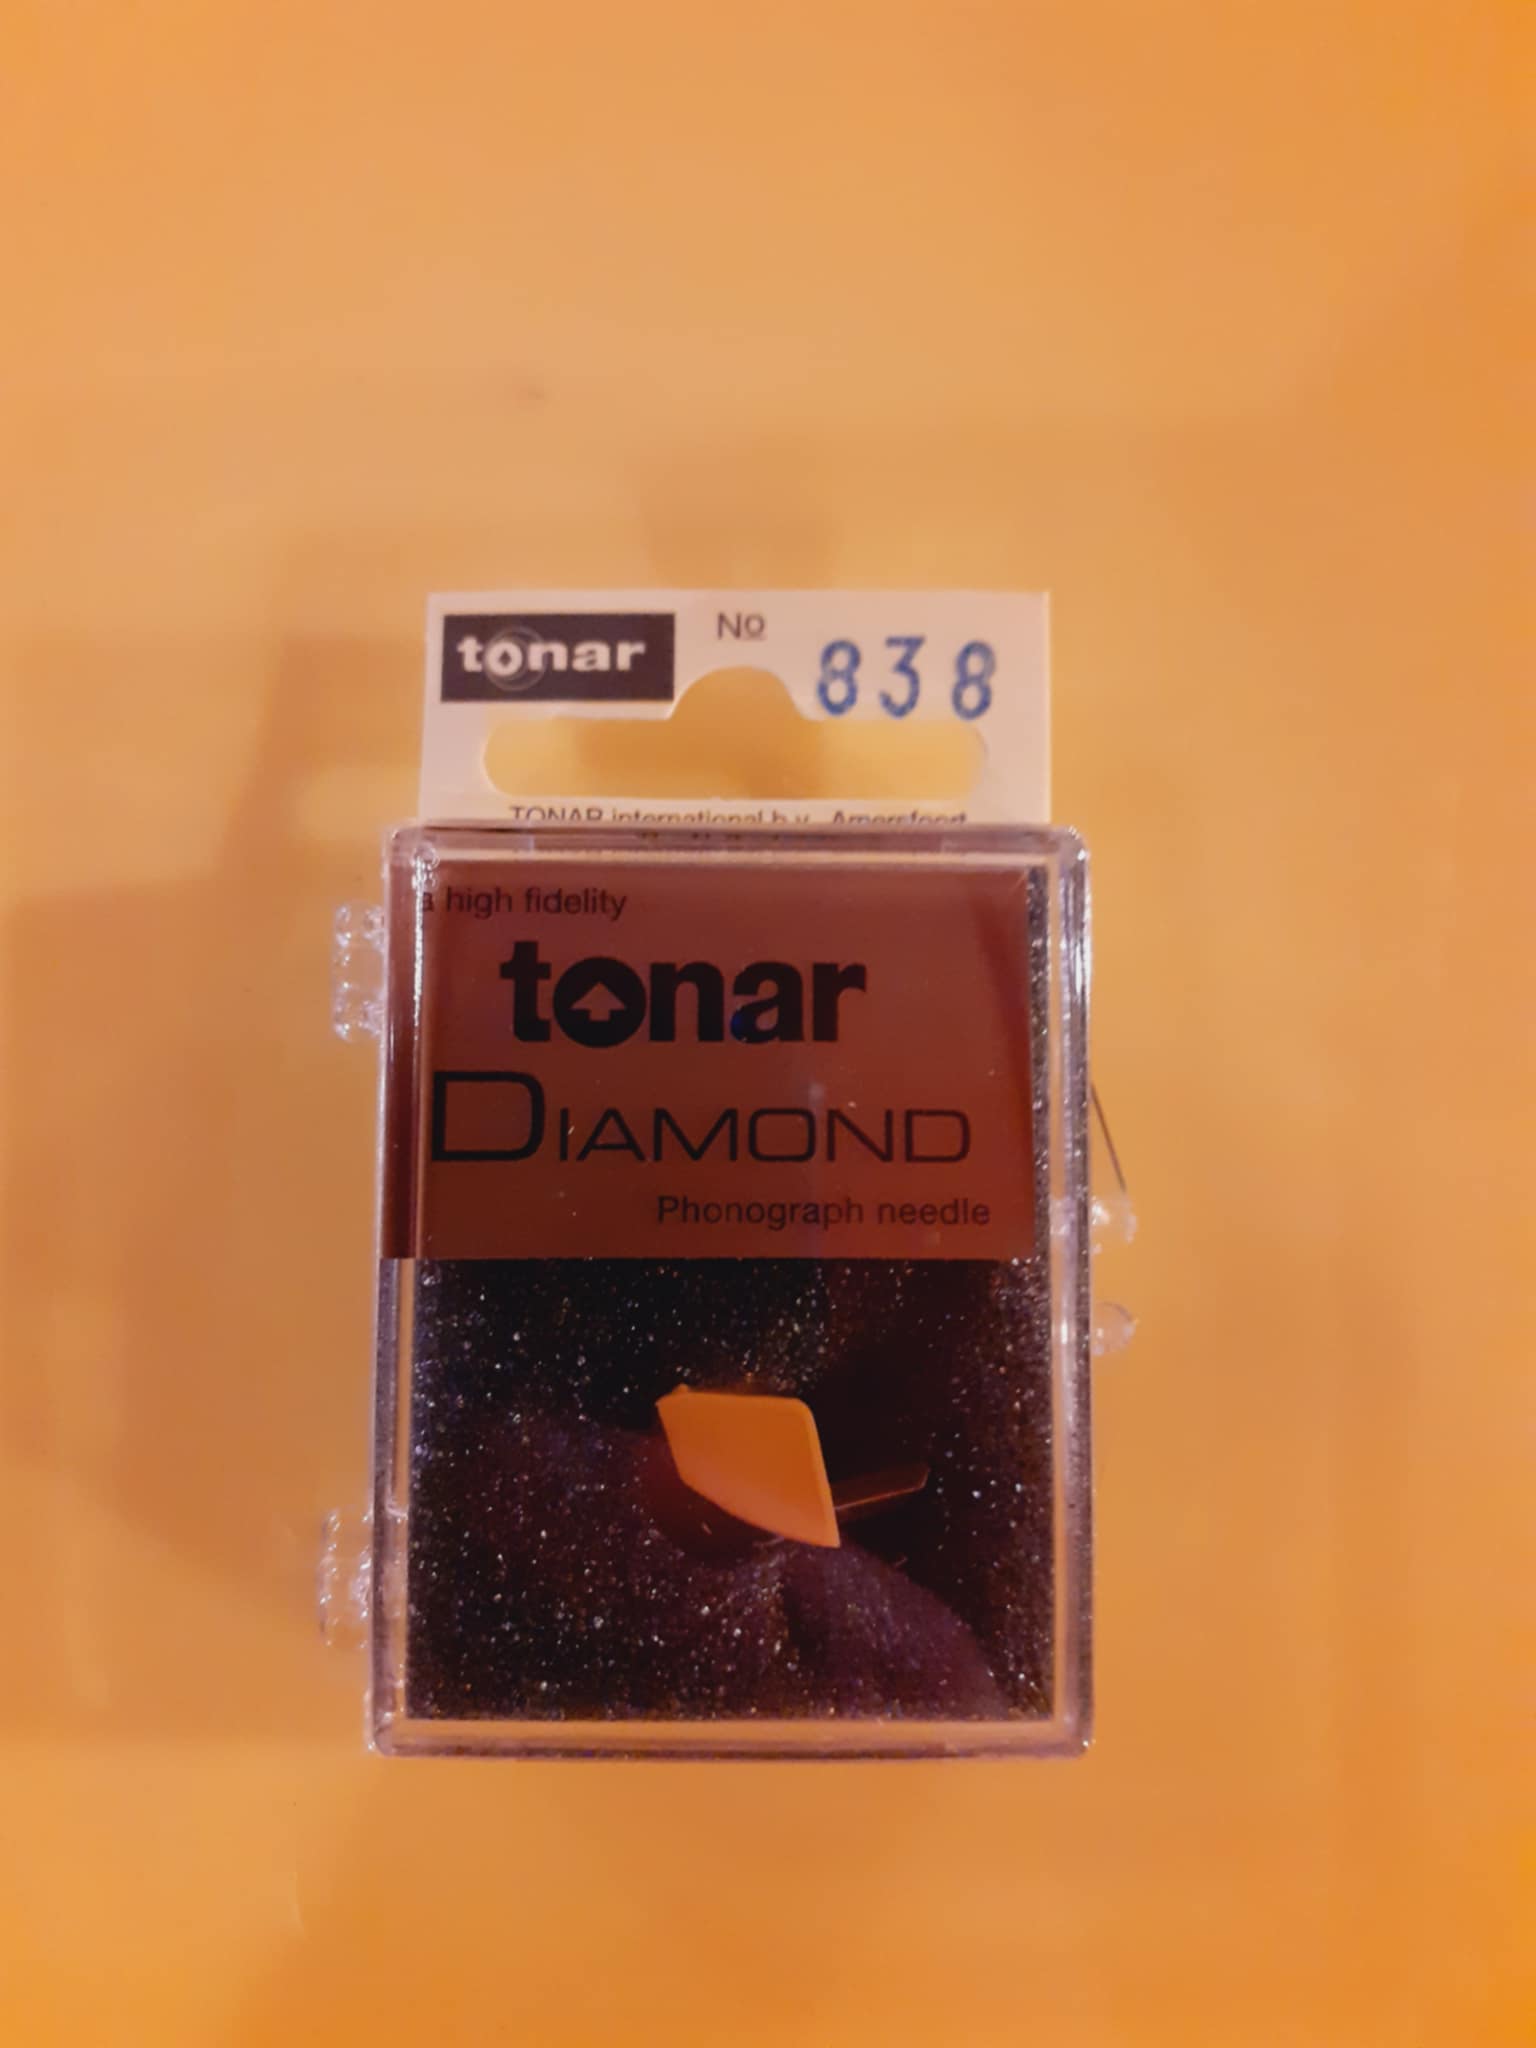 tonar
No
838
TONAR international b.v. Amersfoort
a high fidelity
tonar
DIAMOND
Phonograph needle